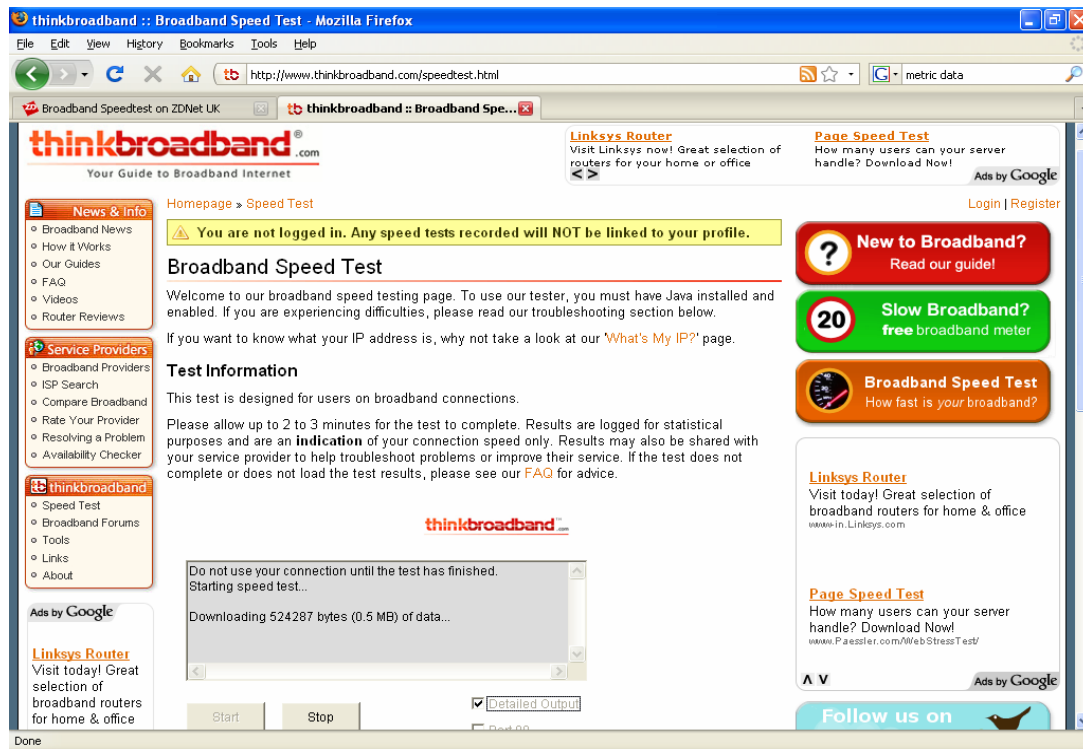 thinkbroadband :: Broadband Speed Test - Mozilla Firefox
File Edit View History Bookmarks Tools Help
tb http://www.thinkbroadband.com/speedtest.html
G metric data
Broadband Speedtest on ZDNet UK
tb thinkbroadband :: Broadband Spe...
thinkbroadband®.com
Your Guide to Broadband Internet
Linksys Router
Visit Linksys now! Great selection of
routers for your home or office
< >
Page Speed Test
How many users can your server
handle? Download Now!
Ads by Google
News & Info
Broadband News
How it Works
Our Guides
FAQ
Videos
Router Reviews
Service Providers
Broadband Providers
ISP Search
Compare Broadband
Rate Your Provider
Resolving a Problem
Availability Checker
tb thinkbroadband
Speed Test
Broadband Forums
Tools
Links
About
Ads by Google
Linksys Router
Visit today! Great
selection of
broadband routers
for home & office
Homepage » Speed Test
Login | Register
You are not logged in. Any speed tests recorded will NOT be linked to your profile.
Broadband Speed Test
Welcome to our broadband speed testing page. To use our tester, you must have Java installed and
enabled. If you are experiencing difficulties, please read our troubleshooting section below.
If you want to know what your IP address is, why not take a look at our 'What's My IP?' page.
Test Information
This test is designed for users on broadband connections.
Please allow up to 2 to 3 minutes for the test to complete. Results are logged for statistical
purposes and are an indication of your connection speed only. Results may also be shared with
your service provider to help troubleshoot problems or improve their service. If the test does not
complete or does not load the test results, please see our FAQ for advice.
thinkbroadband
Do not use your connection until the test has finished.
Starting speed test...
Downloading 524287 bytes (0.5 MB) of data...
Start
Stop
Detailed Output
? New to Broadband?
Read our guide!
20 Slow Broadband?
free broadband meter
Broadband Speed Test
How fast is your broadband?
Linksys Router
Visit today! Great selection of
broadband routers for home & office
www-in.Linksys.com
Page Speed Test
How many users can your server
handle? Download Now!
www.Paessler.com/WebStressTest/
Ads by Google
Follow us on
Done